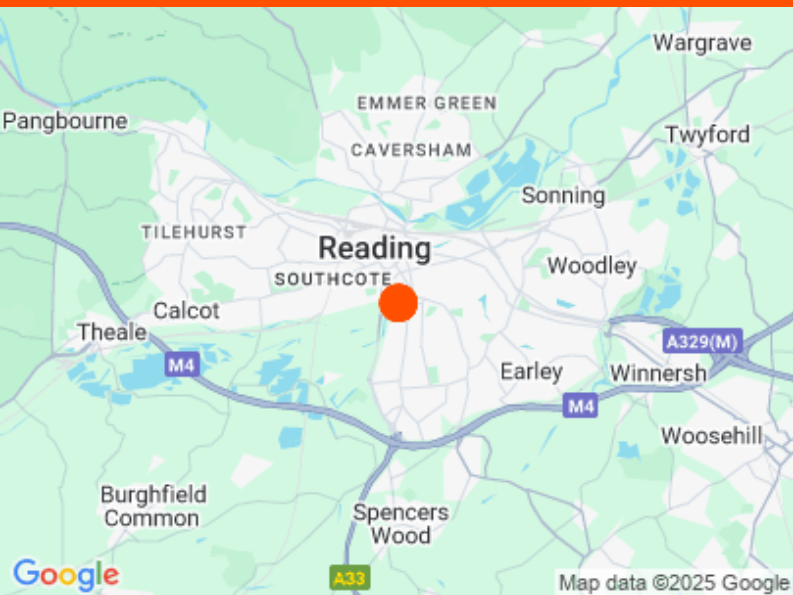 Wargrave
EMMER GREEN
Pangbourne
Twyford
CAVERSHAM
Sonning
TILEHURST
Reading
Woodley
SOUTHCOTE
Calcot
Theale
A329(M)
M4
Earley
Winnersh
M4
Woosehill
Burghfield
Common
Spencers
Wood
Google
A33
Map data ©2025 Google